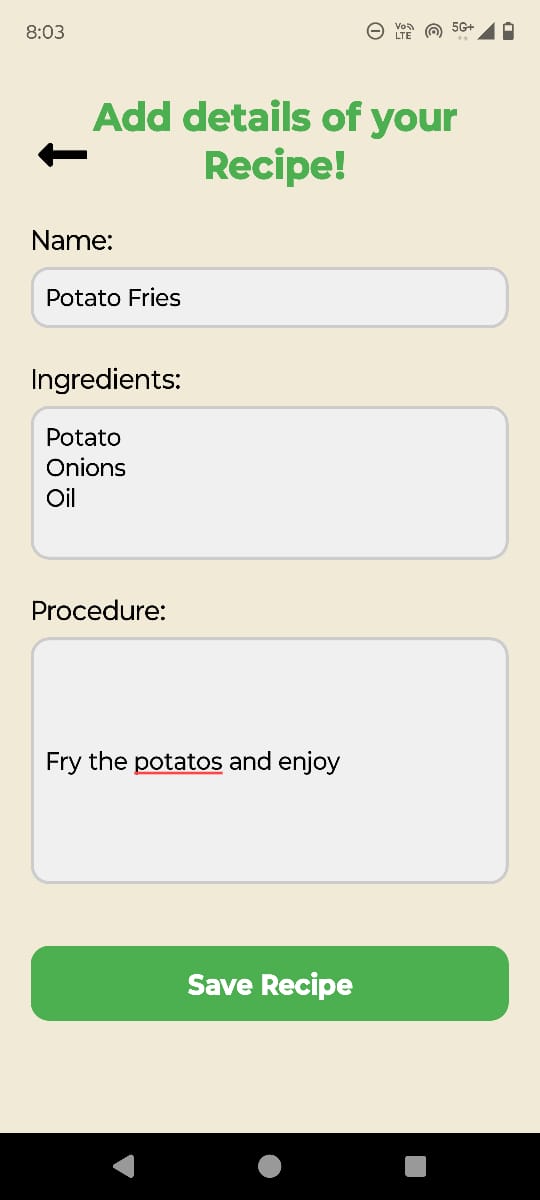 8:03
Vo LTE 5G+
Add details of your
Recipe!
Name:
Potato Fries
Ingredients:
Potato
Onions
Oil
Procedure:
Fry the potatos and enjoy
Save Recipe